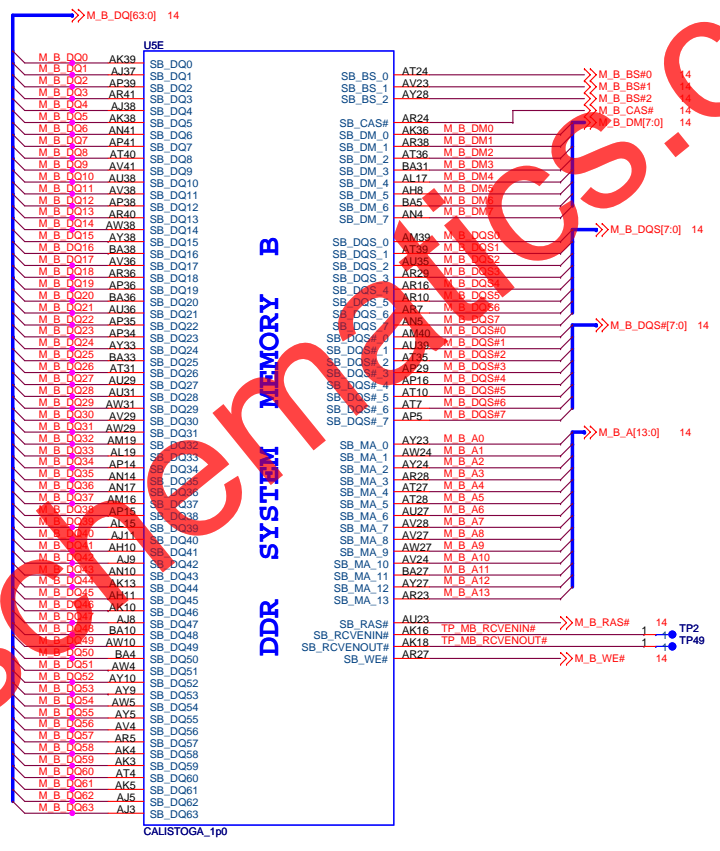 M_B_DQ[63:0] 14
U5E
M_B_DQ0 AK39 SB_DQ0
M_B_DQ1 AJ37 SB_DQ1
M_B_DQ2 AP39 SB_DQ2
M_B_DQ3 AR41 SB_DQ3
M_B_DQ4 AJ38 SB_DQ4
M_B_DQ5 AK38 SB_DQ5
M_B_DQ6 AN41 SB_DQ6
M_B_DQ7 AP41 SB_DQ7
M_B_DQ8 AT40 SB_DQ8
M_B_DQ9 AV41 SB_DQ9
M_B_DQ10 AU38 SB_DQ10
M_B_DQ11 AV38 SB_DQ11
M_B_DQ12 AP38 SB_DQ12
M_B_DQ13 AR40 SB_DQ13
M_B_DQ14 AW38 SB_DQ14
M_B_DQ15 AY38 SB_DQ15
M_B_DQ16 BA38 SB_DQ16
M_B_DQ17 AV36 SB_DQ17
M_B_DQ18 AR36 SB_DQ18
M_B_DQ19 AP36 SB_DQ19
M_B_DQ20 BA36 SB_DQ20
M_B_DQ21 AU36 SB_DQ21
M_B_DQ22 AP35 SB_DQ22
M_B_DQ23 AP34 SB_DQ23
M_B_DQ24 AY33 SB_DQ24
M_B_DQ25 BA33 SB_DQ25
M_B_DQ26 AT31 SB_DQ26
M_B_DQ27 AU29 SB_DQ27
M_B_DQ28 AU31 SB_DQ28
M_B_DQ29 AW31 SB_DQ29
M_B_DQ30 AV29 SB_DQ30
M_B_DQ31 AW29 SB_DQ31
M_B_DQ32 AM19 SB_DQ32
M_B_DQ33 AL19 SB_DQ33
M_B_DQ34 AP14 SB_DQ34
M_B_DQ35 AN14 SB_DQ35
M_B_DQ36 AN17 SB_DQ36
M_B_DQ37 AM16 SB_DQ37
M_B_DQ38 AP15 SB_DQ38
M_B_DQ39 AL15 SB_DQ39
M_B_DQ40 AJ11 SB_DQ40
M_B_DQ41 AH10 SB_DQ41
M_B_DQ42 AJ9 SB_DQ42
M_B_DQ43 AN10 SB_DQ43
M_B_DQ44 AK13 SB_DQ44
M_B_DQ45 AH11 SB_DQ45
M_B_DQ46 AK10 SB_DQ46
M_B_DQ47 AJ8 SB_DQ47
M_B_DQ48 BA10 SB_DQ48
M_B_DQ49 AW10 SB_DQ49
M_B_DQ50 BA4 SB_DQ50
M_B_DQ51 AW4 SB_DQ51
M_B_DQ52 AY10 SB_DQ52
M_B_DQ53 AY9 SB_DQ53
M_B_DQ54 AW5 SB_DQ54
M_B_DQ55 AY5 SB_DQ55
M_B_DQ56 AV4 SB_DQ56
M_B_DQ57 AR5 SB_DQ57
M_B_DQ58 AK4 SB_DQ58
M_B_DQ59 AK3 SB_DQ59
M_B_DQ60 AT4 SB_DQ60
M_B_DQ61 AK5 SB_DQ61
M_B_DQ62 AJ5 SB_DQ62
M_B_DQ63 AJ3 SB_DQ63
DDR SYSTEM MEMORY B
SB_BS_0 AT24 M_B_BS#0 14
SB_BS_1 AV23 M_B_BS#1 14
SB_BS_2 AY28 M_B_BS#2 14
SB_CAS# AR24 M_B_CAS# 14
M_B_DM[7:0] 14
SB_DM_0 AK36 M_B_DM0
SB_DM_1 AR38 M_B_DM1
SB_DM_2 AT36 M_B_DM2
SB_DM_3 BA31 M_B_DM3
SB_DM_4 AL17 M_B_DM4
SB_DM_5 AH8 M_B_DM5
SB_DM_6 BA5 M_B_DM6
SB_DM_7 AN4 M_B_DM7
M_B_DQS[7:0] 14
SB_DQS_0 AM39 M_B_DQS0
SB_DQS_1 AT39 M_B_DQS1
SB_DQS_2 AU35 M_B_DQS2
SB_DQS_3 AR29 M_B_DQS3
SB_DQS_4 AR16 M_B_DQS4
SB_DQS_5 AR10 M_B_DQS5
SB_DQS_6 AR7 M_B_DQS6
SB_DQS_7 AN5 M_B_DQS7
M_B_DQS#[7:0] 14
SB_DQS#_0 AM40 M_B_DQS#0
SB_DQS#_1 AU39 M_B_DQS#1
SB_DQS#_2 AT35 M_B_DQS#2
SB_DQS#_3 AP29 M_B_DQS#3
SB_DQS#_4 AP16 M_B_DQS#4
SB_DQS#_5 AT10 M_B_DQS#5
SB_DQS#_6 AT7 M_B_DQS#6
SB_DQS#_7 AP5 M_B_DQS#7
M_B_A[13:0] 14
SB_MA_0 AY23 M_B_A0
SB_MA_1 AW24 M_B_A1
SB_MA_2 AY24 M_B_A2
SB_MA_3 AR28 M_B_A3
SB_MA_4 AT27 M_B_A4
SB_MA_5 AT28 M_B_A5
SB_MA_6 AU27 M_B_A6
SB_MA_7 AV28 M_B_A7
SB_MA_8 AV27 M_B_A8
SB_MA_9 AW27 M_B_A9
SB_MA_10 AV24 M_B_A10
SB_MA_11 BA27 M_B_A11
SB_MA_12 AY27 M_B_A12
SB_MA_13 AR23 M_B_A13
SB_RAS# AU23 M_B_RAS# 14
SB_RCVENIN# AK16 TP_MB_RCVENIN# 1 TP2
SB_RCVENOUT# AK18 TP_MB_RCVENOUT# 1 TP49
SB_WE# AR27 M_B_WE# 14
CALISTOGA_1p0
schematics.c